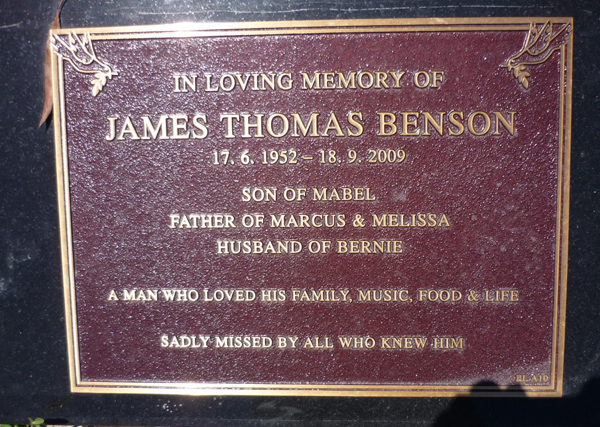 IN LOVING MEMORY OF
JAMES THOMAS BENSON
17. 6. 1952 – 18. 9. 2009
SON OF MABEL
FATHER OF MARCUS & MELISSA
HUSBAND OF BERNIE
A MAN WHO LOVED HIS FAMILY, MUSIC, FOOD & LIFE
SADLY MISSED BY ALL WHO KNEW HIM